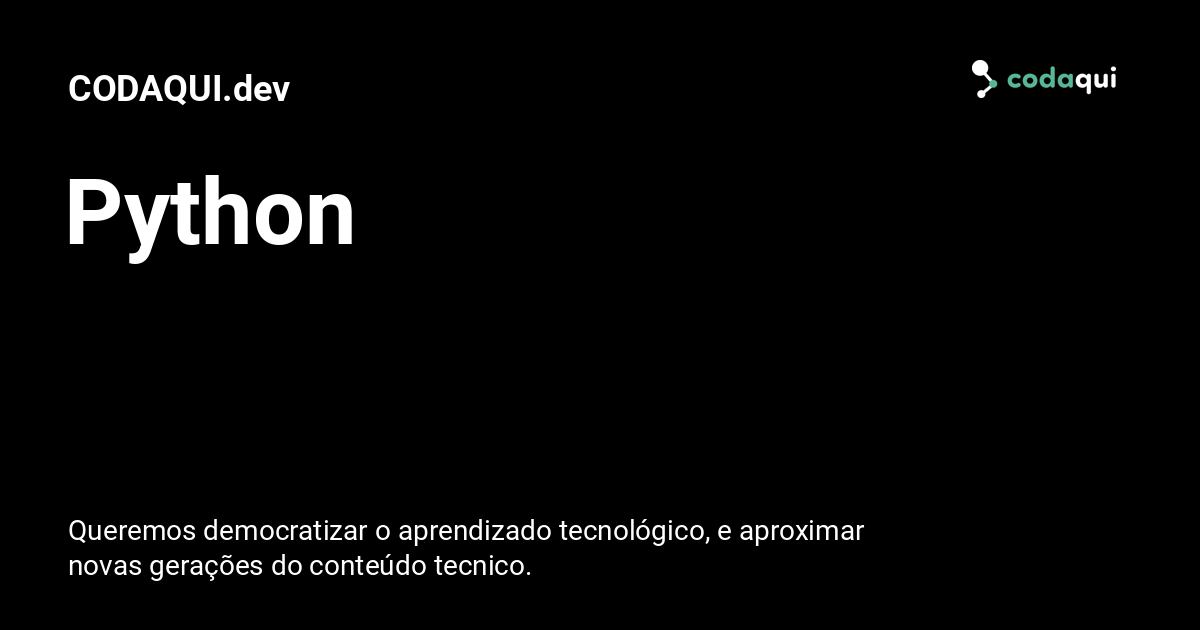 CODAQUI.dev
codaqui
Python
Queremos democratizar o aprendizado tecnológico, e aproximar
novas gerações do conteúdo tecnico.